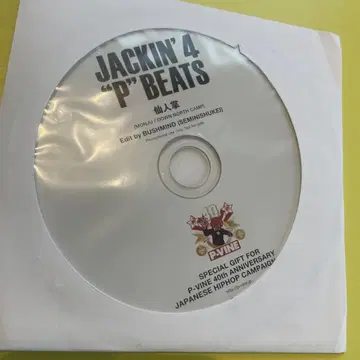 JACKIN' 4
"P" BEATS
仙人掌
(MONJU / DOWN NORTH CAMP)
Edit by BUSHMIND (SEMINISHUKEI)
P-VINE
SPECIAL GIFT FOR
P-VINE 40th ANNIVERSARY
JAPANESE HIPHOP CAMPAIGN